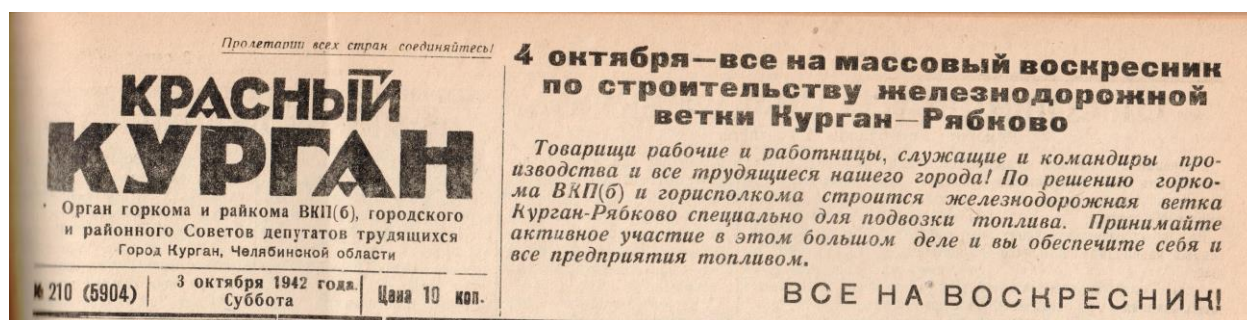 Пролетарии всех стран соединяйтесь!
КРАСНЫЙ
КУРГАН
Орган горкома и райкома ВКП(б), городского
и районного Советов депутатов трудящихся
Город Курган, Челябинской области
№ 210 (5904)
3 октября 1942 года.
Суббота
Цена 10 коп.
4 октября—все на массовый воскресник
по строительству железнодорожной
ветки Курган—Рябково
Товарищи рабочие и работницы, служащие и командиры про-
изводства и все трудящиеся нашего города! По решению горко-
ма ВКП(б) и горисполкома строится железнодорожная ветка
Курган-Рябково специально для подвозки топлива. Принимайте
активное участие в этом большом деле и вы обеспечите себя и
все предприятия топливом.
ВСЕ НА ВОСКРЕСНИК!